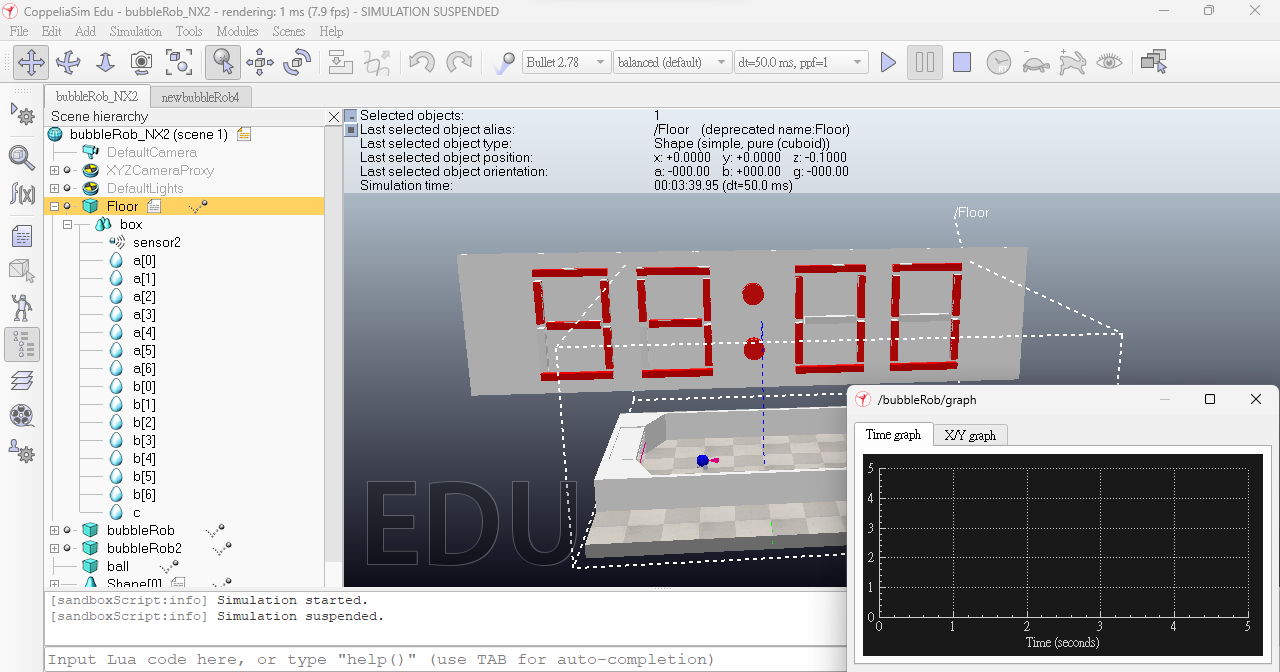 CoppeliaSim Edu - bubbleRob_NX2 - rendering: 1 ms (7.9 fps) - SIMULATION SUSPENDED
File Edit Add Simulation Tools Modules Scenes Help
Bullet 2.78 balanced (default) dt=50.0 ms, ppf=1
bubbleRob_NX2 newbubbleRob4
Scene hierarchy
bubbleRob_NX2 (scene 1)
DefaultCamera
XYZCameraProxy
DefaultLights
Floor
box
sensor2
a[0]
a[1]
a[2]
a[3]
a[4]
a[5]
a[6]
b[0]
b[1]
b[2]
b[3]
b[4]
b[5]
b[6]
c
bubbleRob
bubbleRob2
ball
Shape[0]
Selected objects: 1
Last selected object alias: /Floor (deprecated name:Floor)
Last selected object type: Shape (simple, pure (cuboid))
Last selected object position: x: +0.0000 y: +0.0000 z: -0.1000
Last selected object orientation: a: -000.00 b: +000.00 g: -000.00
Simulation time: 00:03:39.95 (dt=50.0 ms)
/Floor
99:00
EDU
/bubbleRob/graph
Time graph X/Y graph
5
4
3
2
1
0
0 1 2 3 4 5
Time (seconds)
[sandboxScript:info] Simulation started.
[sandboxScript:info] Simulation suspended.
Input Lua code here, or type "help()" (use TAB for auto-completion)